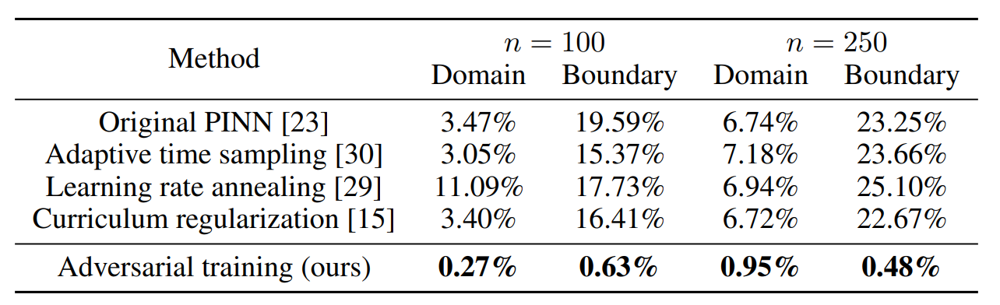 Method n = 100 n = 250
Domain Boundary Domain Boundary
Original PINN [23] 3.47% 19.59% 6.74% 23.25%
Adaptive time sampling [30] 3.05% 15.37% 7.18% 23.66%
Learning rate annealing [29] 11.09% 17.73% 6.94% 25.10%
Curriculum regularization [15] 3.40% 16.41% 6.72% 22.67%
Adversarial training (ours) 0.27% 0.63% 0.95% 0.48%